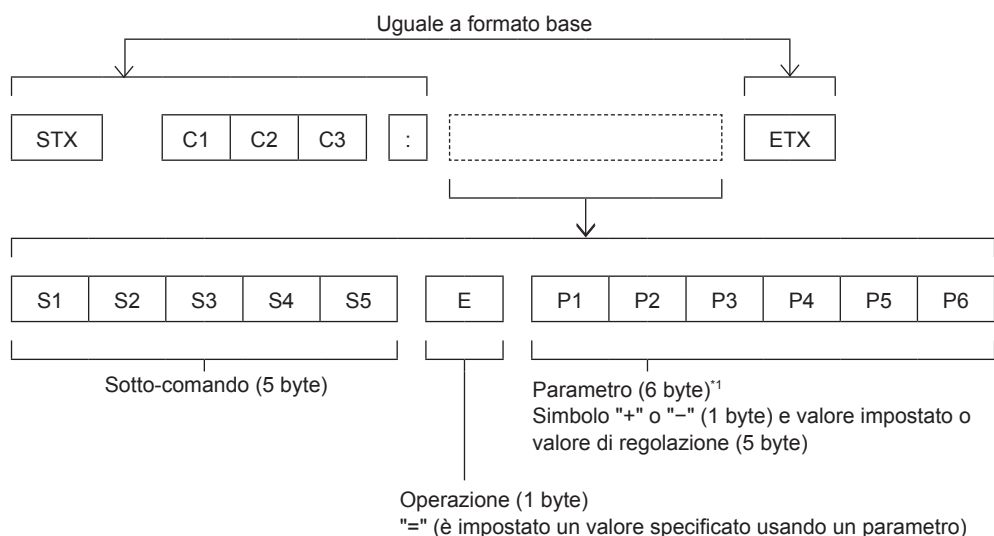 Uguale a formato base
STX C1 C2 C3 : ETX
S1 S2 S3 S4 S5 E P1 P2 P3 P4 P5 P6
Sotto-comando (5 byte)
Parametro (6 byte)*1
Simbolo "+" o "−" (1 byte) e valore impostato o
valore di regolazione (5 byte)
Operazione (1 byte)
"=" (è impostato un valore specificato usando un parametro)